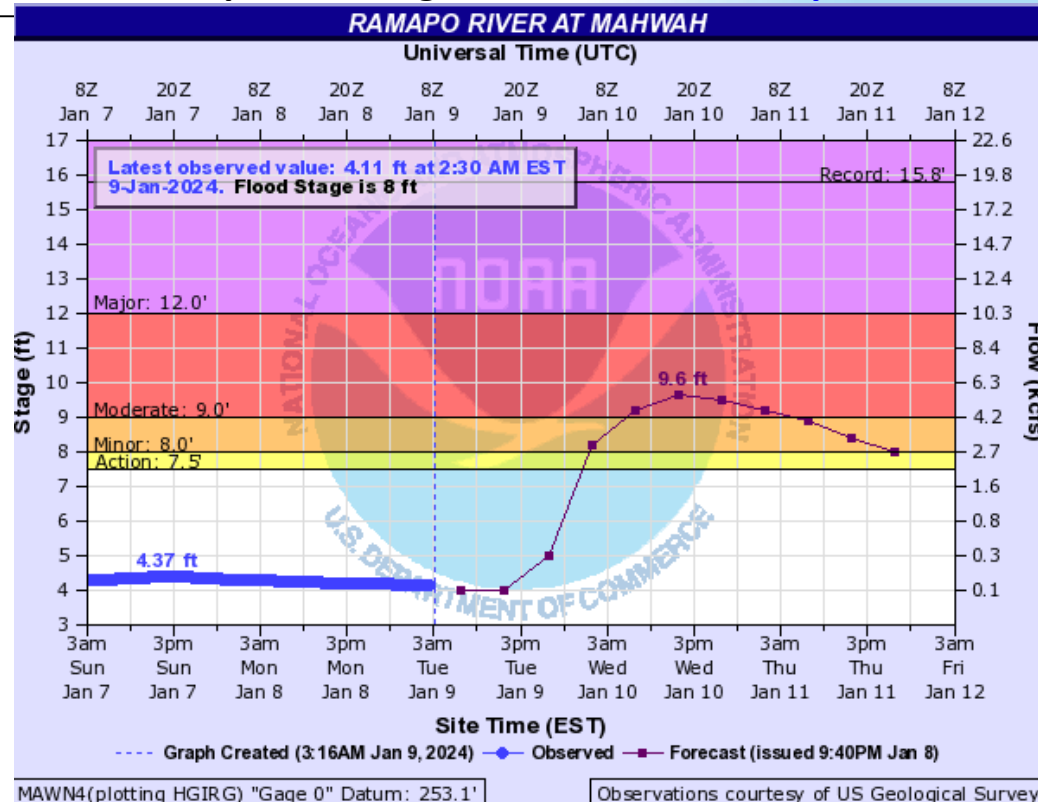 RAMAPO RIVER AT MAHWAH
Universal Time (UTC)
8Z 20Z 8Z 20Z 8Z 20Z 8Z 20Z 8Z 20Z 8Z
Jan 7 Jan 7 Jan 8 Jan 8 Jan 9 Jan 9 Jan 10 Jan 10 Jan 11 Jan 11 Jan 12
17 22.6
Latest observed value: 4.11 ft at 2:30 AM EST
9-Jan-2024. Flood Stage is 8 ft
16 Record: 15.8' 19.8
15 17.2
14 14.7
13 12.4
Major: 12.0'
12 10.3
11 8.4
10 9.6 ft 6.3
Moderate: 9.0'
9 4.2
Minor: 8.0'
8 2.7
Action: 7.5'
7 1.6
6 0.8
5 0.3
4.37 ft
4 0.1
3
Stage (ft)
Flow (kcfs)
NATIONAL OCEANIC AND ATMOSPHERIC ADMINISTRATION
NOAA
U.S. DEPARTMENT OF COMMERCE
3am 3pm 3am 3pm 3am 3pm 3am 3pm 3am 3pm 3am
Sun Sun Mon Mon Tue Tue Wed Wed Thu Thu Fri
Jan 7 Jan 7 Jan 8 Jan 8 Jan 9 Jan 9 Jan 10 Jan 10 Jan 11 Jan 11 Jan 12
Site Time (EST)
Graph Created (3:16AM Jan 9, 2024) Observed Forecast (issued 9:40PM Jan 8)
MAWN4(plotting HGIRG) "Gage 0" Datum: 253.1'
Observations courtesy of US Geological Survey